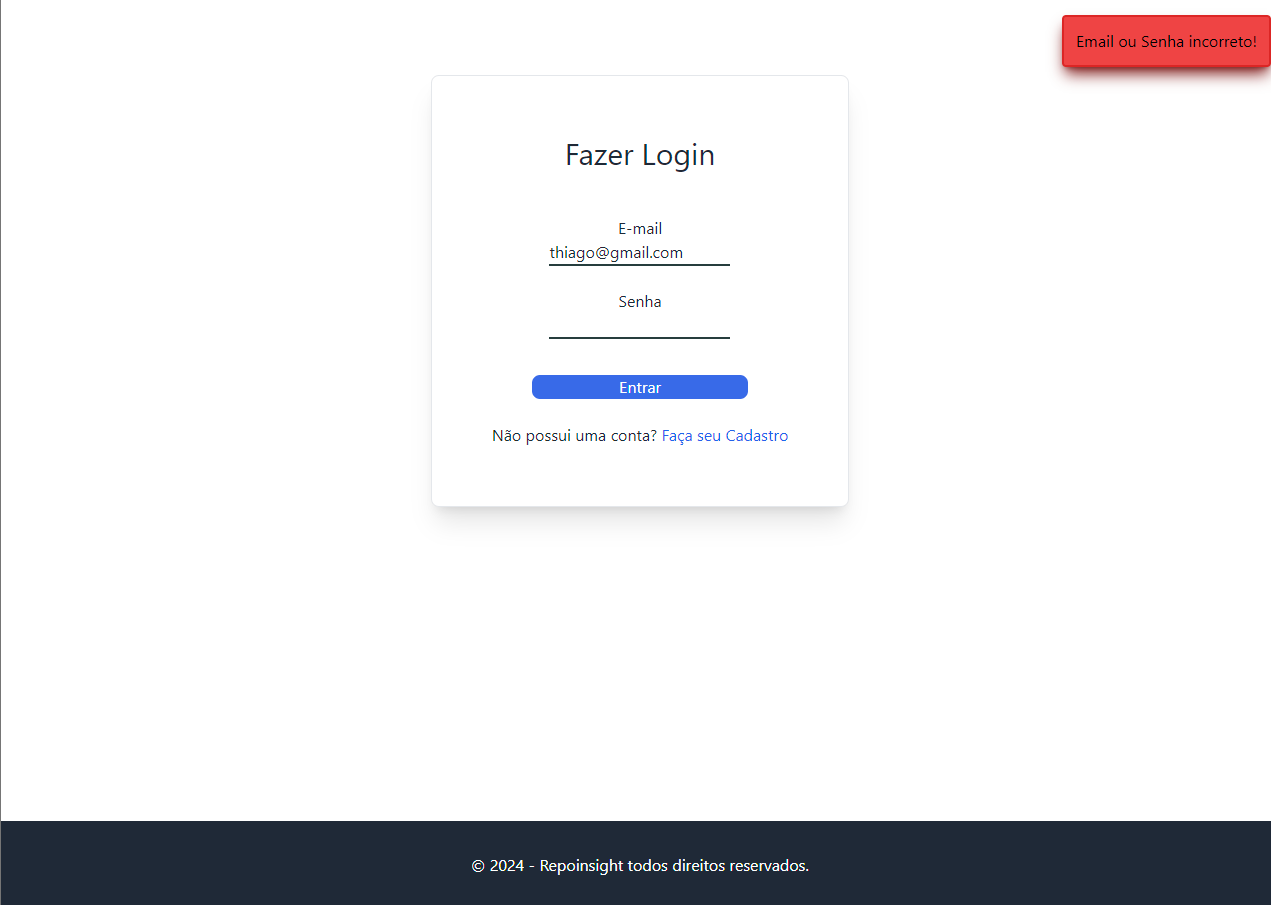 Email ou Senha incorreto!
Fazer Login
E-mail
thiago@gmail.com
Senha
Entrar
Não possui uma conta? Faça seu Cadastro
© 2024 - Repoinsight todos direitos reservados.